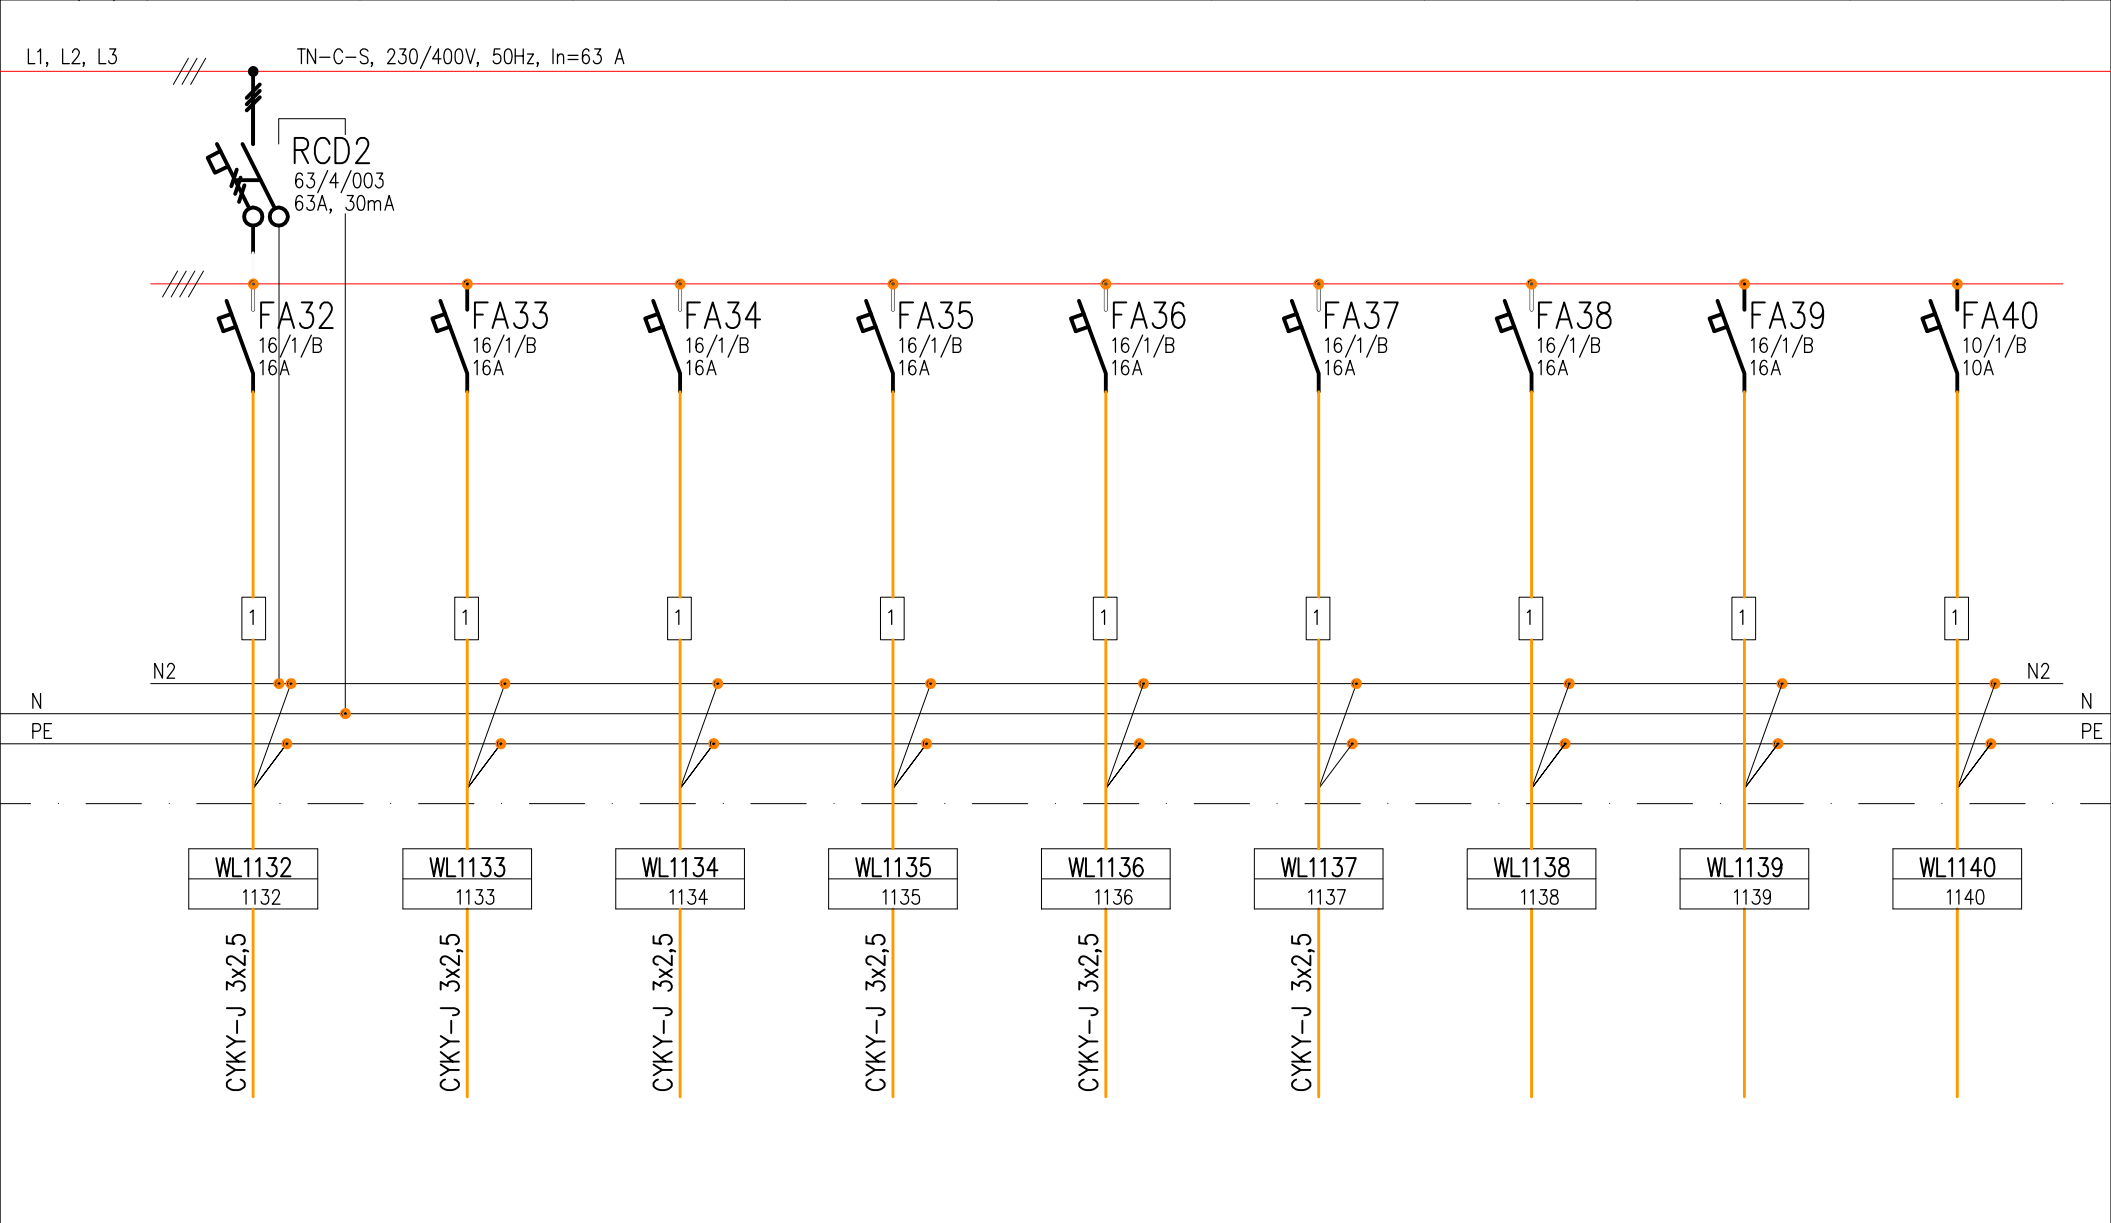 L1, L2, L3
TN-C-S, 230/400V, 50Hz, In=63 A
RCD2
63/4/003
63A, 30mA
FA32
16/1/B
16A
FA33
16/1/B
16A
FA34
16/1/B
16A
FA35
16/1/B
16A
FA36
16/1/B
16A
FA37
16/1/B
16A
FA38
16/1/B
16A
FA39
16/1/B
16A
FA40
10/1/B
10A
1
1
1
1
1
1
1
1
1
N2
N2
N
N
PE
PE
WL1132
1132
WL1133
1133
WL1134
1134
WL1135
1135
WL1136
1136
WL1137
1137
WL1138
1138
WL1139
1139
WL1140
1140
CYKY-J 3x2,5
CYKY-J 3x2,5
CYKY-J 3x2,5
CYKY-J 3x2,5
CYKY-J 3x2,5
CYKY-J 3x2,5